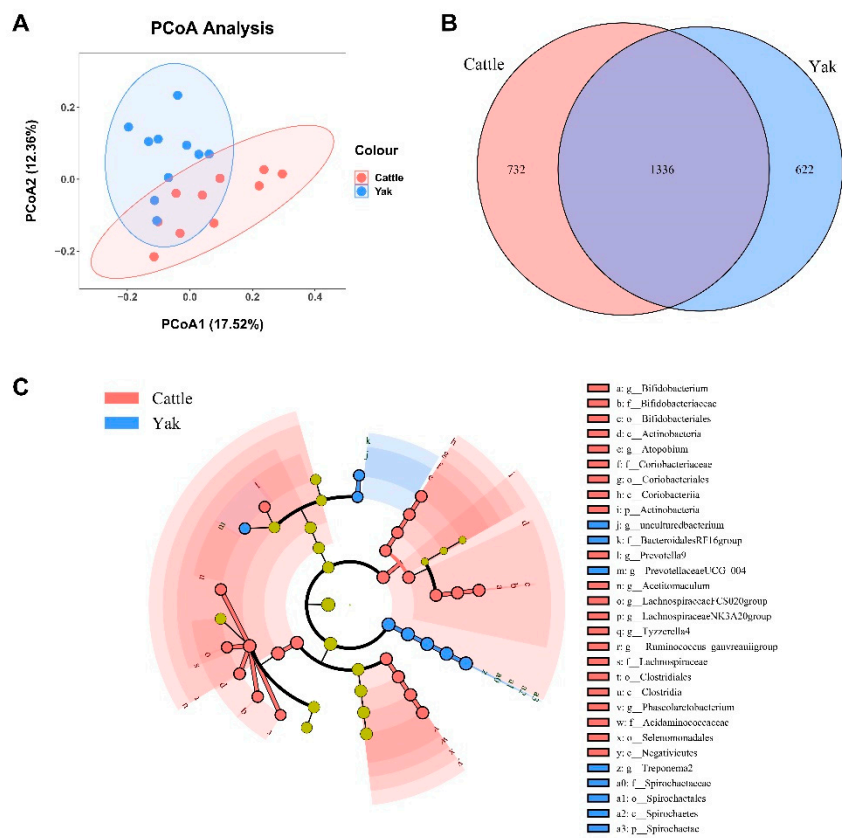 A
PCoA Analysis
0.2
0.0
−0.2
PCoA2 (12.36%)
−0.2
0.0
0.2
0.4
PCoA1 (17.52%)
Colour
Cattle
Yak
B
Cattle
Yak
732
1336
622
C
Cattle
Yak
a: g__Bifidobacterium
b: f__Bifidobacteriaceae
c: o__Bifidobacteriales
d: c__Actinobacteria
e: g__Atopobium
f: f__Coriobacteriaceae
g: o__Coriobacteriales
h: c__Coriobacteriia
i: p__Actinobacteria
j: g__unculturedbacterium
k: f__BacteroidalesRF16group
l: g__Prevotella9
m: g__PrevotellaceaeUCG_004
n: g__Acetitomaculum
o: g__LachnospiraceaeFCS020group
p: g__LachnospiraceaeNK3A20group
q: g__Tyzzerella4
r: g__Ruminococcus_gauvreauiigroup
s: f__Lachnospiraceae
t: o__Clostridiales
u: c__Clostridia
v: g__Phascolarctobacterium
w: f__Acidaminococcaceae
x: o__Selenomonadales
y: c__Negativicutes
z: g__Treponema2
a0: f__Spirochaetaceae
a1: o__Spirochaetales
a2: c__Spirochaetes
a3: p__Spirochaetae